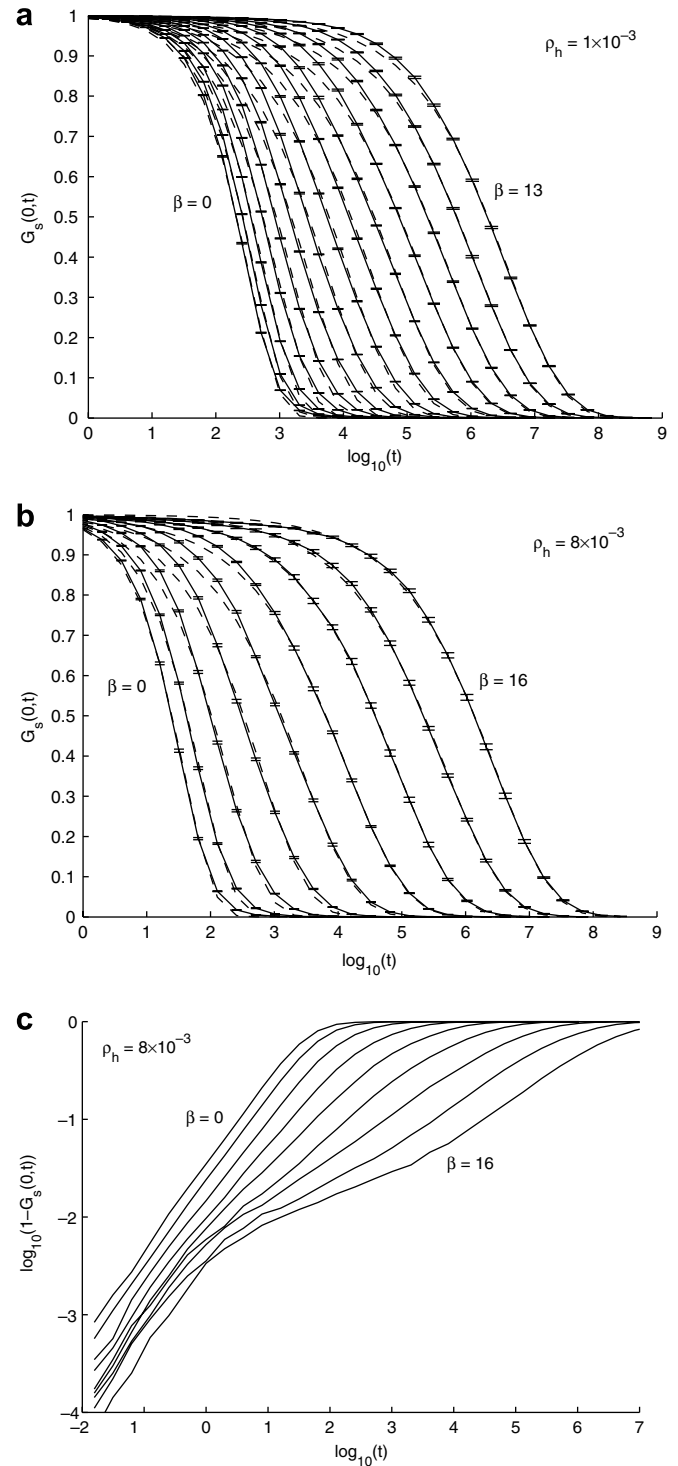 a
1
0.9
0.8
0.7
0.6
0.5
0.4
0.3
0.2
0.1
0
G_s(0,t)
ρ_h = 1×10^−3
β = 0
β = 13
0 1 2 3 4 5 6 7 8 9
log_10(t)
b
1
0.9
0.8
0.7
0.6
0.5
0.4
0.3
0.2
0.1
0
G_s(0,t)
ρ_h = 8×10^−3
β = 0
β = 16
0 1 2 3 4 5 6 7 8 9
log_10(t)
c
0
−1
−2
−3
−4
log_10(1−G_s(0,t))
ρ_h = 8×10^−3
β = 0
β = 16
−2 1 0 1 2 3 4 5 6 7
log_10(t)